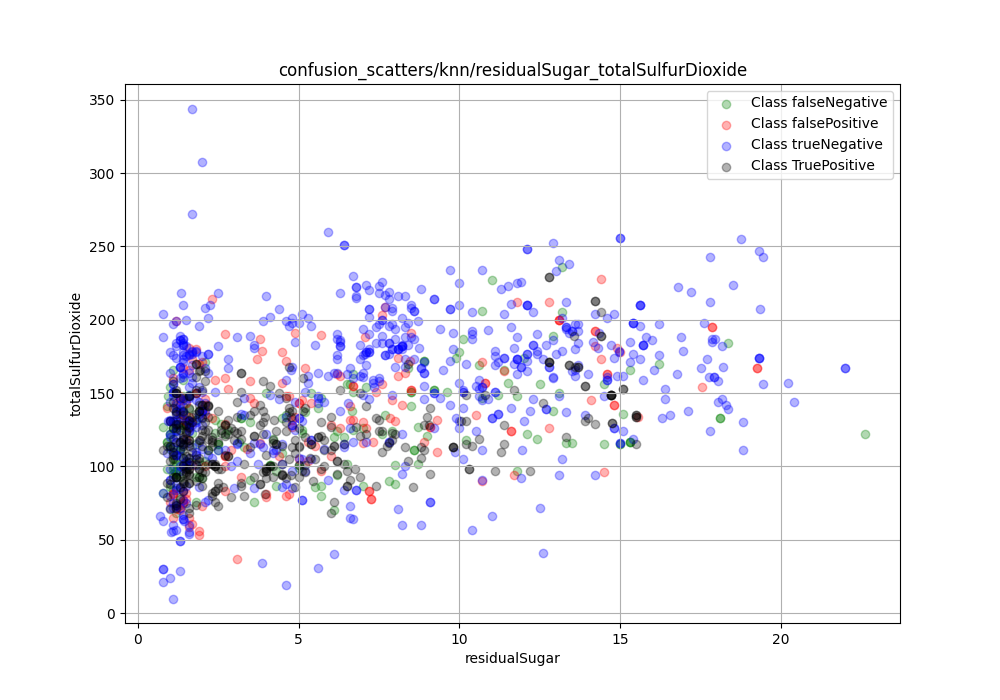 confusion_scatters/knn/residualSugar_totalSulfurDioxide
Class falseNegative
Class falsePositive
Class trueNegative
Class TruePositive
totalSulfurDioxide
350
300
250
200
150
100
50
0
0 5 10 15 20
residualSugar